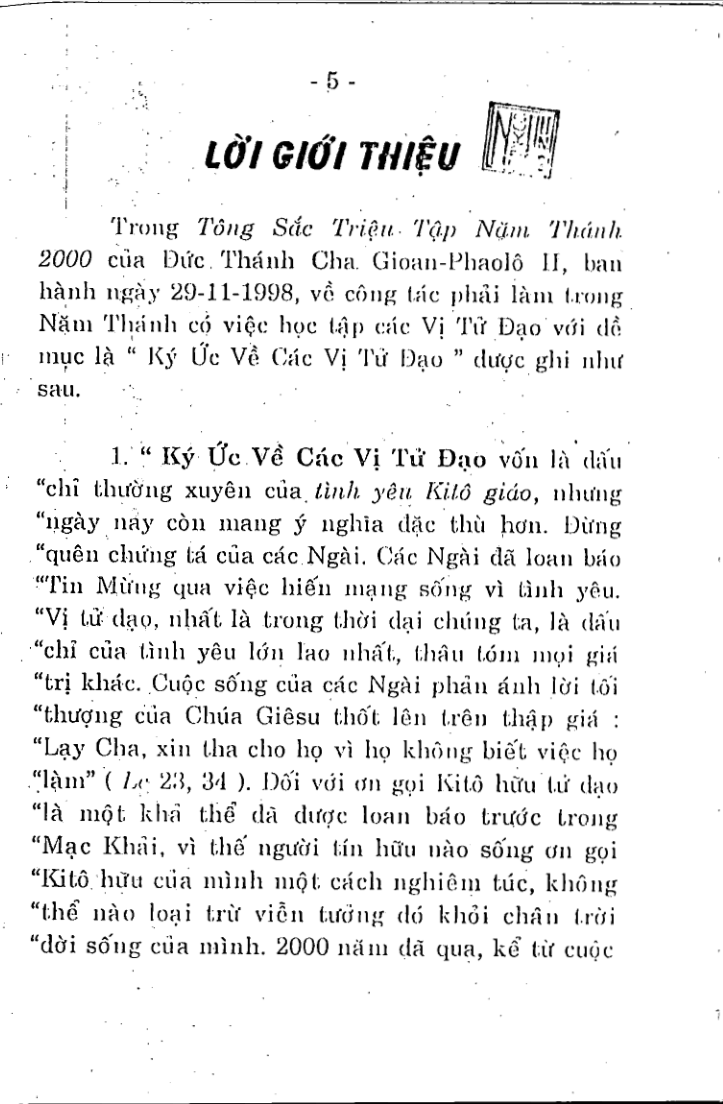 - 5 -
LỜI GIỚI THIỆU
Trong Tông Sắc Triệu Tập Năm Thánh
2000 của Đức Thánh Cha Gioan-Phaolô II, ban
hành ngày 29-11-1998, về công tác phải làm trong
Năm Thánh có việc học tập các Vị Tử Đạo với đề
mục là “ Ký Ức Về Các Vị Tử Đạo ” được ghi như
sau.
1. “ Ký Ức Về Các Vị Tử Đạo vốn là dấu
“chỉ thường xuyên của tình yêu Kitô giáo, nhưng
“ngày nay còn mang ý nghĩa đặc thù hơn. Đừng
“quên chứng tá của các Ngài. Các Ngài đã loan báo
“Tin Mừng qua việc hiến mạng sống vì tình yêu.
“Vị tử đạo, nhất là trong thời đại chúng ta, là dấu
“chỉ của tình yêu lớn lao nhất, thâu tóm mọi giá
“trị khác. Cuộc sống của các Ngài phản ánh lời tối
“thượng của Chúa Giêsu thốt lên trên thập giá :
“Lạy Cha, xin tha cho họ vì họ không biết việc họ
“làm” ( Lc 23, 34 ). Đối với ơn gọi Kitô hữu tử đạo
“là một khả thể đã được loan báo trước trong
“Mạc Khải, vì thế người tín hữu nào sống ơn gọi
“Kitô hữu của mình một cách nghiêm túc, không
“thể nào loại trừ viễn tưởng đó khỏi chân trời
“đời sống của mình. 2000 năm đã qua, kể từ cuộc